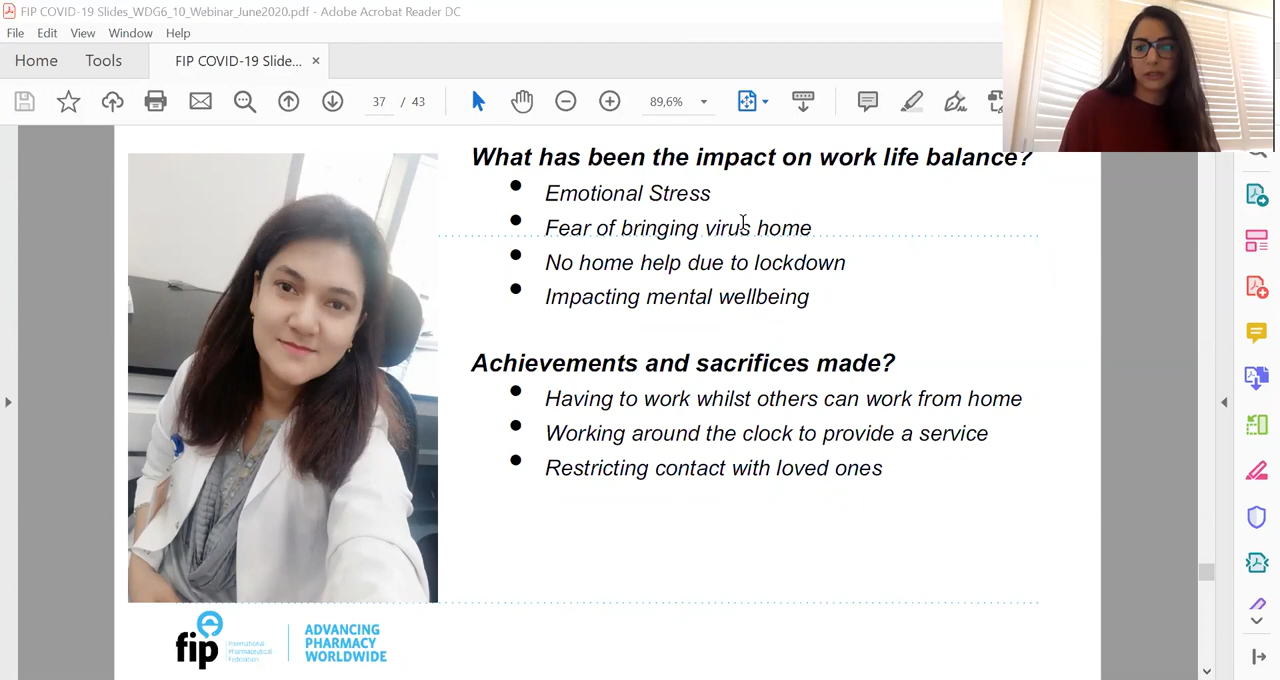 FIP COVID-19 Slides_WDG6_10_Webinar_June2020.pdf - Adobe Acrobat Reader DC
File Edit View Window Help
Home Tools FIP COVID-19 Slide... ×
37 / 43 89,6%
What has been the impact on work life balance?
• Emotional Stress
• Fear of bringing virus home
• No home help due to lockdown
• Impacting mental wellbeing
Achievements and sacrifices made?
• Having to work whilst others can work from home
• Working around the clock to provide a service
• Restricting contact with loved ones
fip
International
Pharmaceutical
Federation
ADVANCING
PHARMACY
WORLDWIDE